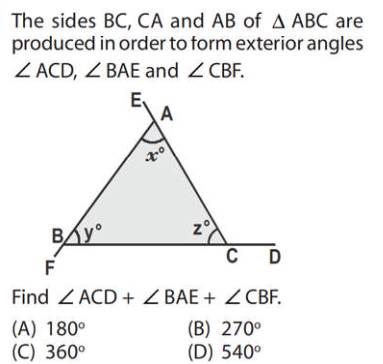 The sides BC, CA and AB of Δ ABC are
produced in order to form exterior angles
∠ ACD, ∠ BAE and ∠ CBF.
E
A
x°
B y° z°
C D
F
Find ∠ ACD + ∠ BAE + ∠ CBF.
(A) 180° (B) 270°
(C) 360° (D) 540°